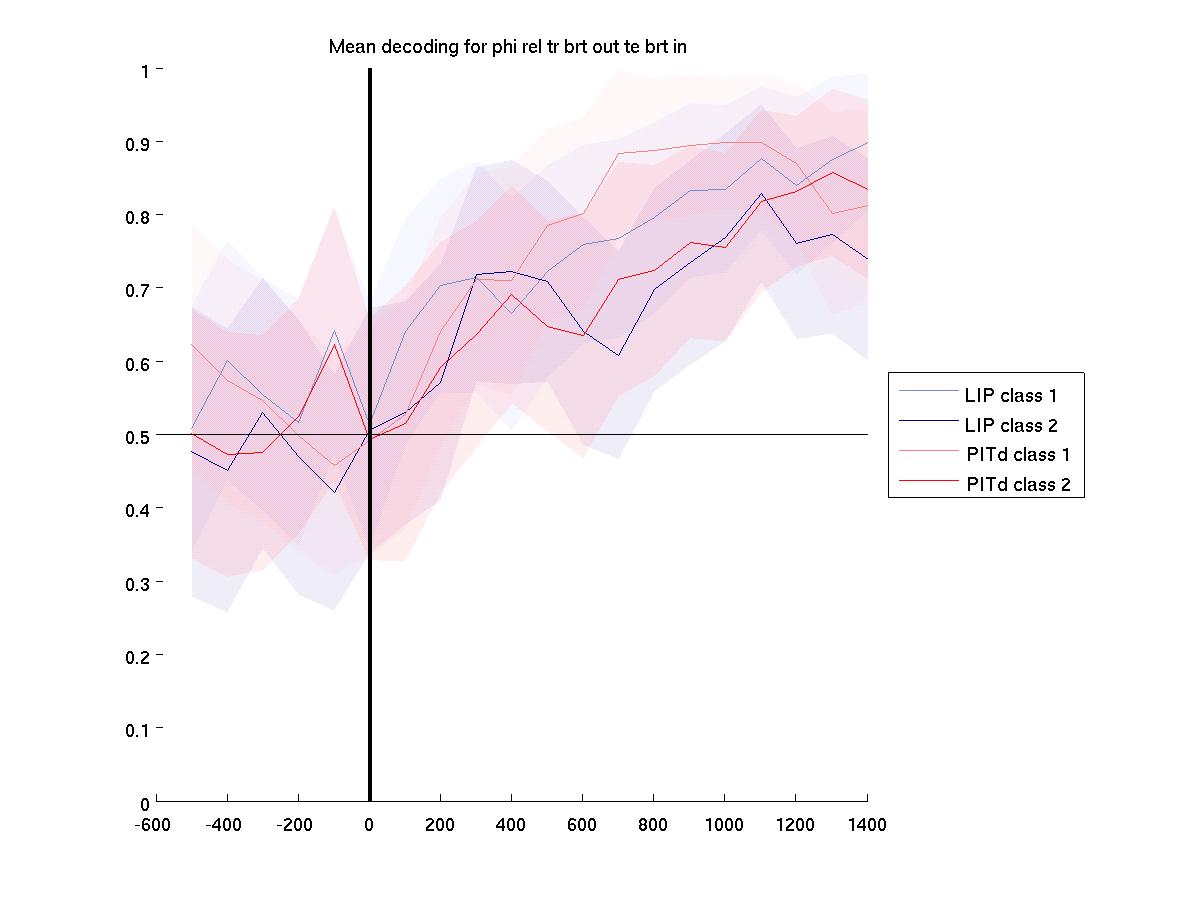 Mean decoding for phi rel tr brt out te brt in
1
0.9
0.8
0.7
0.6
0.5
0.4
0.3
0.2
0.1
0
-600 -400 -200 0 200 400 600 800 1000 1200 1400
LIP class 1
LIP class 2
PITd class 1
PITd class 2